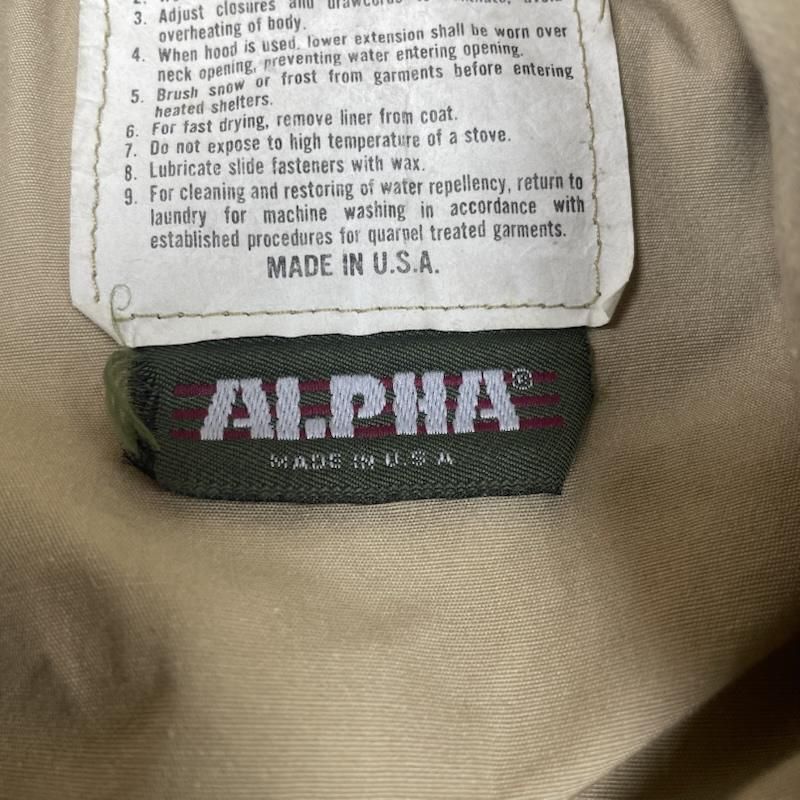 3. Adjust closures and drawcords to
overheating of body.
4. When hood is used, lower extension shall be worn over
neck opening, preventing water entering opening.
5. Brush snow or frost from garments before entering
heated shelters.
6. For fast drying, remove liner from coat.
7. Do not expose to high temperature of a stove.
8. Lubricate slide fasteners with wax.
9. For cleaning and restoring of water repellency, return to
laundry for machine washing in accordance with
established procedures for quarpel treated garments.
MADE IN U.S.A.
ALPHA®
MADE IN U.S.A